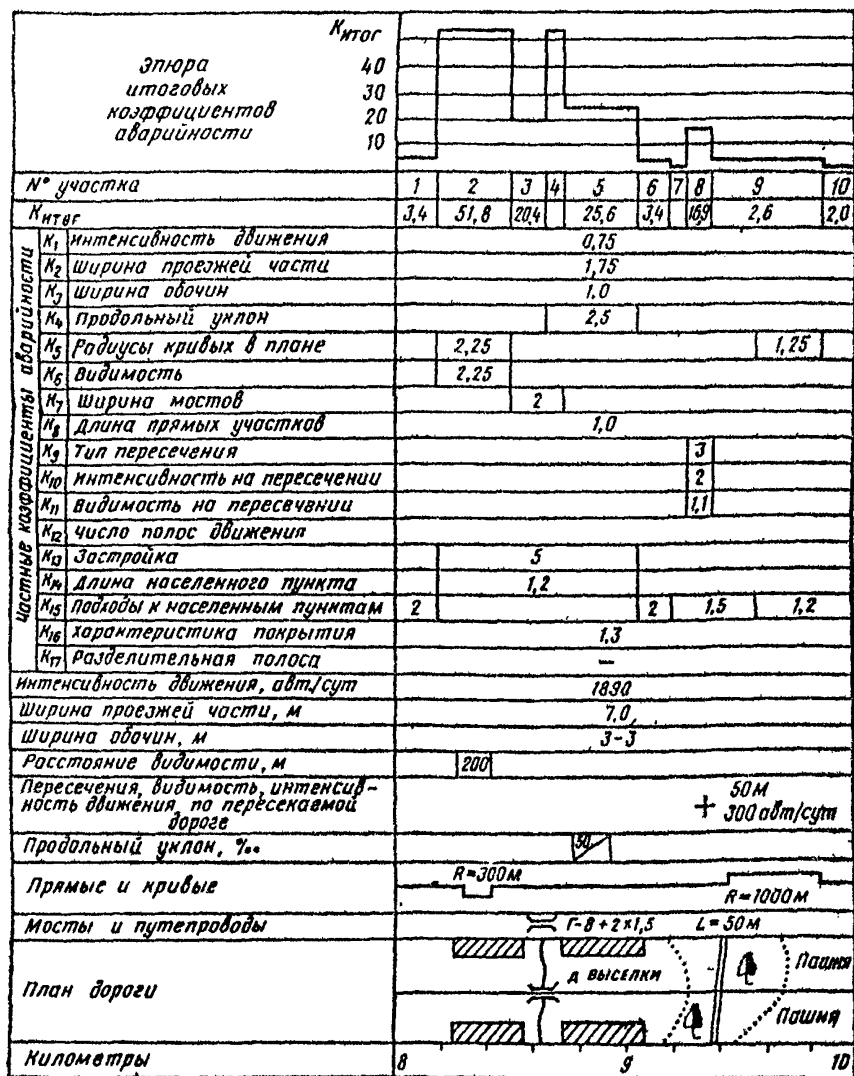 Kитог
Эпюра
итоговых
коэффициентов
аварийности
40
30
20
10
N° участка 1 2 3 4 5 6 7 8 9 10
Kитог 3,4 51,8 20,4 25,6 3,4 16,9 2,6 2,0
Частные коэффициенты аварийности
K1 Интенсивность движения 0,75
K2 Ширина проезжей части 1,75
K3 Ширина обочин 1,0
K4 Продольный уклон 2,5
K5 Радиусы кривых в плане 2,25 1,25
K6 Видимость 2,25
K7 Ширина мостов 2
K8 Длина прямых участков 1,0
K9 Тип пересечения 3
K10 Интенсивность на пересечении 2
K11 Видимость на пересечении 1,1
K12 Число полос движения
K13 Застройка 5
K14 Длина населенного пункта 1,2
K15 Подходы к населенным пунктам 2 2 1,5 1,2
K16 Характеристика покрытия 1,3
K17 Разделительная полоса —
Интенсивность движения, авт./сут 1890
Ширина проезжей части, м 7,0
Ширина обочин, м 3-3
Расстояние видимости, м 200
Пересечения, видимость, интенсив-
ность движения по пересекаемой
дороге
50 м
300 авт/сут
Продольный уклон, ‰ 50
Прямые и кривые R=300м R=1000м
Мосты и путепроводы Г-8+2×1,5 L=50м
План дороги
д выселки
Пашня
Пашня
Километры 8 9 10